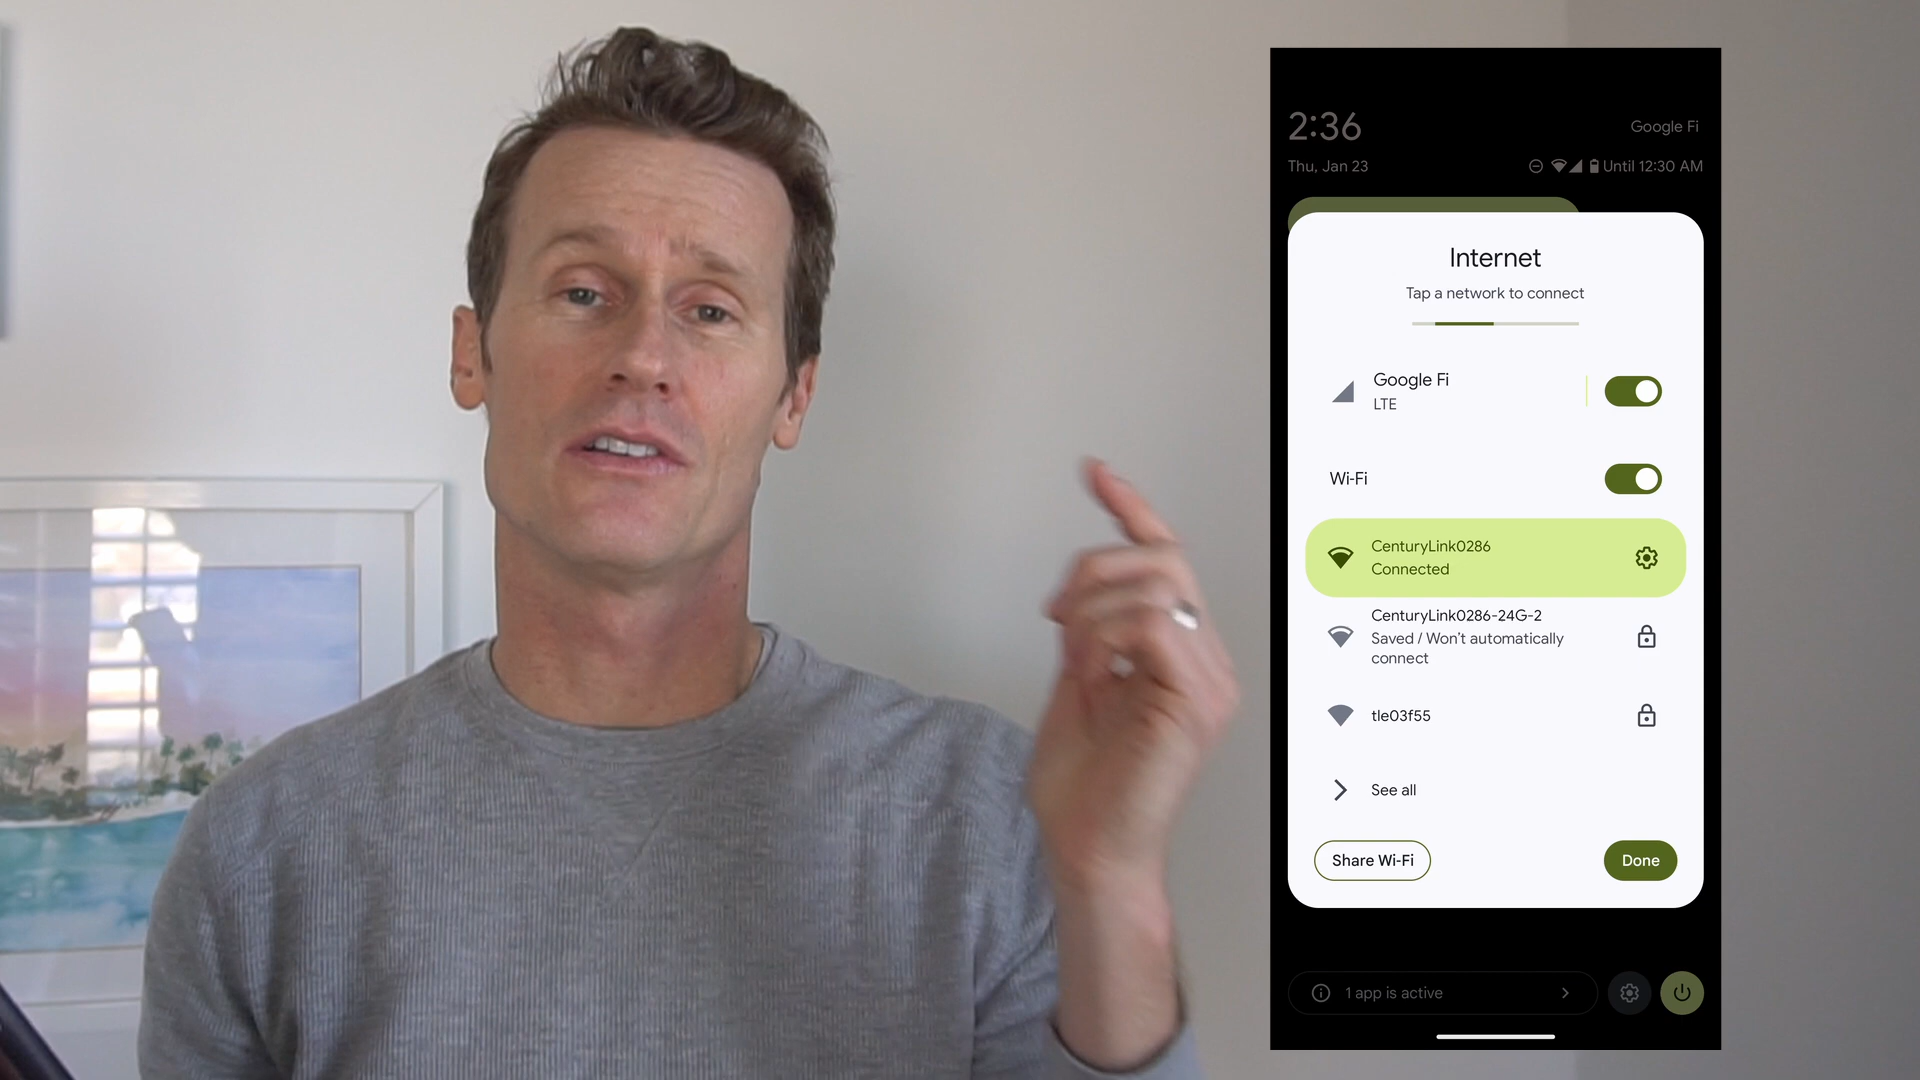 2:36
Google Fi
Thu, Jan 23
Until 12:30 AM
Internet
Tap a network to connect
Google Fi
LTE
Wi-Fi
CenturyLink0286
Connected
CenturyLink0286-24G-2
Saved / Won't automatically
connect
tle03f55
See all
Share Wi-Fi
Done
1 app is active